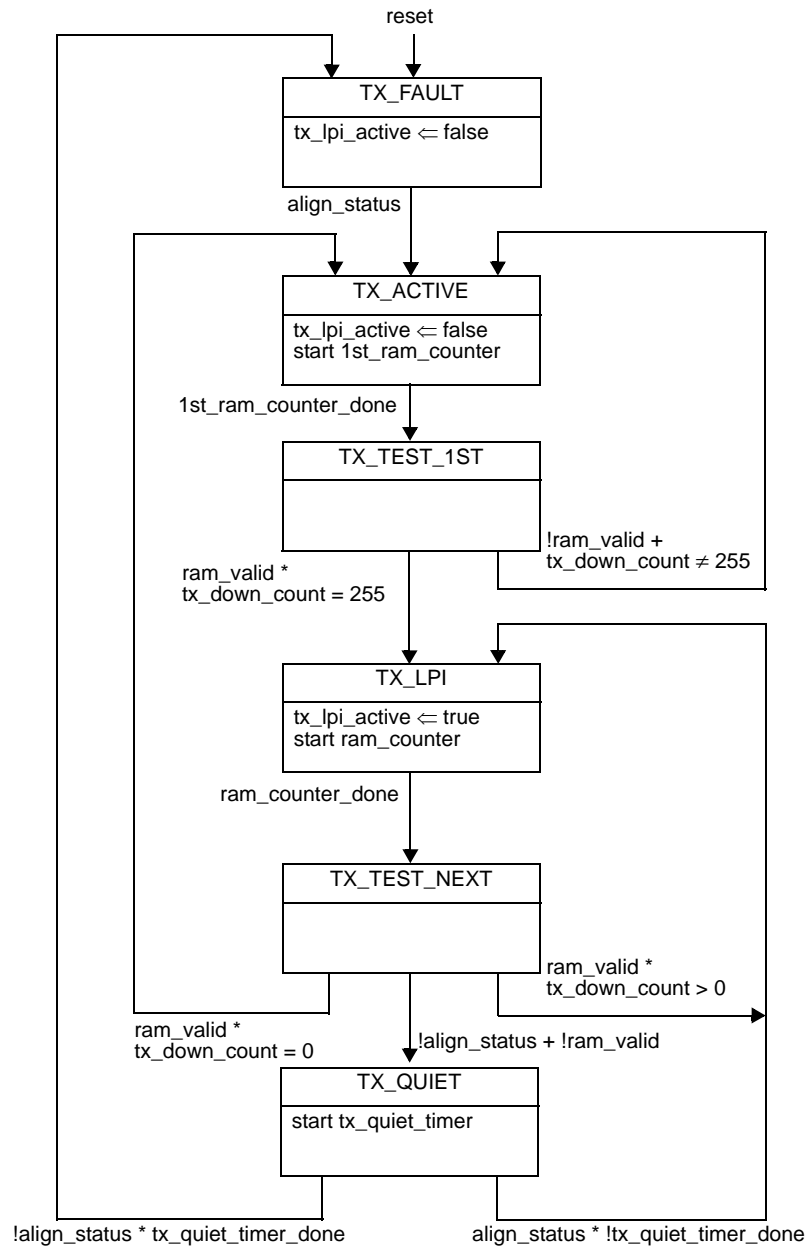 reset
TX_FAULT
tx_lpi_active ⇐ false
align_status
TX_ACTIVE
tx_lpi_active ⇐ false
start 1st_ram_counter
1st_ram_counter_done
TX_TEST_1ST
!ram_valid +
tx_down_count ≠ 255
ram_valid *
tx_down_count = 255
TX_LPI
tx_lpi_active ⇐ true
start ram_counter
ram_counter_done
TX_TEST_NEXT
ram_valid *
tx_down_count > 0
ram_valid *
tx_down_count = 0
!align_status + !ram_valid
TX_QUIET
start tx_quiet_timer
!align_status * tx_quiet_timer_done
align_status * !tx_quiet_timer_done